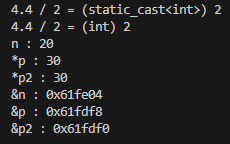 4.4 / 2 = (static_cast<int>) 2
4.4 / 2 = (int) 2
n : 20
*p : 30
*p2 : 30
&n : 0x61fe04
&p : 0x61fdf8
&p2 : 0x61fdf0